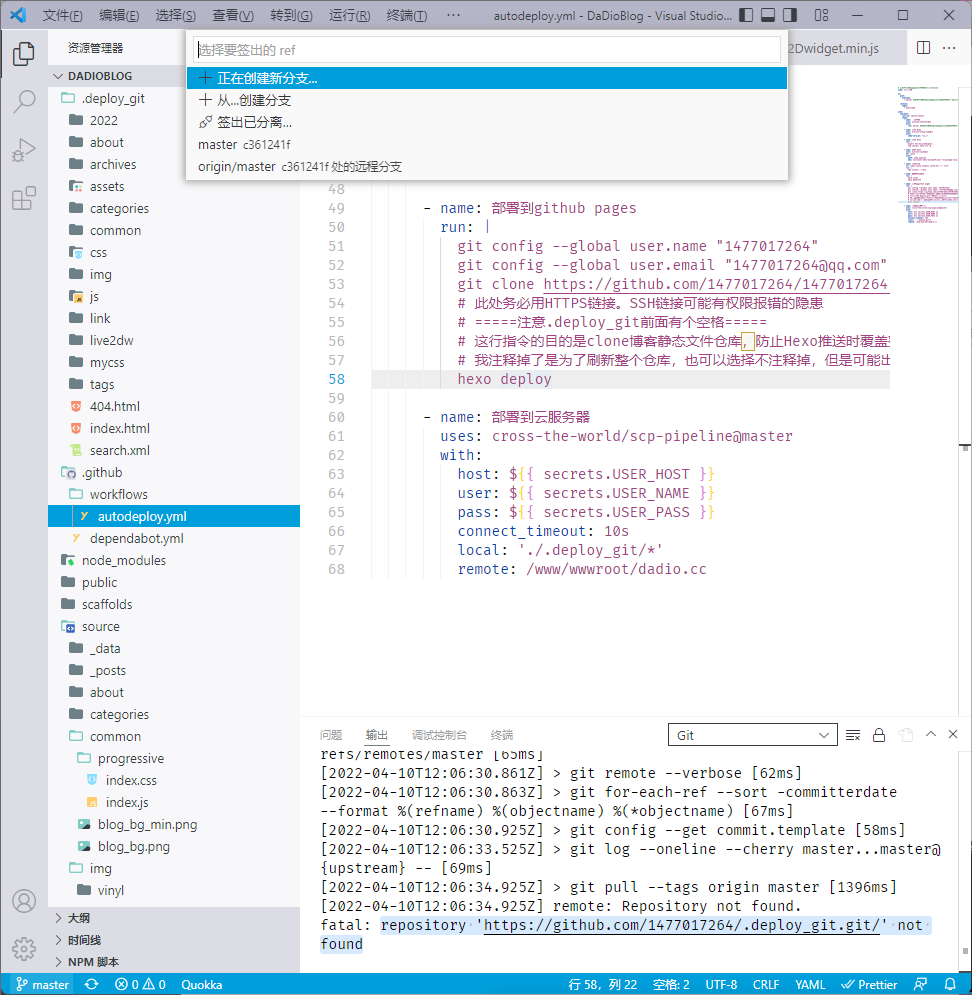 文件(F) 编辑(E) 选择(S) 查看(V) 转到(G) 运行(R) 终端(T) ··· autodeploy.yml - DaDioBlog - Visual Studio...
资源管理器
DADIOBLOG
.deploy_git
2022
about
archives
assets
categories
common
css
img
js
link
live2dw
mycss
tags
404.html
index.html
search.xml
.github
workflows
autodeploy.yml
dependabot.yml
node_modules
public
scaffolds
source
_data
_posts
about
categories
common
progressive
index.css
index.js
blog_bg_min.png
blog_bg.png
img
vinyl
大纲
时间线
NPM 脚本
选择要签出的 ref
正在创建新分支...
从...创建分支
签出已分离...
master c361241f
origin/master c361241f 处的远程分支
2Dwidget.min.js
48
49 - name: 部署到github pages
50 run: |
51 git config --global user.name "1477017264"
52 git config --global user.email "1477017264@qq.com"
53 git clone https://github.com/1477017264/1477017264
54 # 此处务必用HTTPS链接。SSH链接可能有权限报错的隐患
55 # =====注意.deploy_git前面有个空格=====
56 # 这行指令的目的是clone博客静态文件仓库，防止Hexo推送时覆盖
57 # 我注释掉了是为了刷新整个仓库，也可以选择不注释掉，但是可能
58 hexo deploy
59
60 - name: 部署到云服务器
61 uses: cross-the-world/scp-pipeline@master
62 with:
63 host: ${{ secrets.USER_HOST }}
64 user: ${{ secrets.USER_NAME }}
65 pass: ${{ secrets.USER_PASS }}
66 connect_timeout: 10s
67 local: './.deploy_git/*'
68 remote: /www/wwwroot/dadio.cc
问题 输出 调试控制台 终端 Git
refs/remotes/master [65ms]
[2022-04-10T12:06:30.861Z] > git remote --verbose [62ms]
[2022-04-10T12:06:30.863Z] > git for-each-ref --sort -committerdate
--format %(refname) %(objectname) %(*objectname) [67ms]
[2022-04-10T12:06:30.925Z] > git config --get commit.template [58ms]
[2022-04-10T12:06:33.525Z] > git log --oneline --cherry master...master@
{upstream} -- [69ms]
[2022-04-10T12:06:34.925Z] > git pull --tags origin master [1396ms]
[2022-04-10T12:06:34.925Z] remote: Repository not found.
fatal: repository 'https://github.com/1477017264/.deploy_git.git/' not
found
master 0 0 Quokka 行 58，列 22 空格: 2 UTF-8 CRLF YAML Prettier